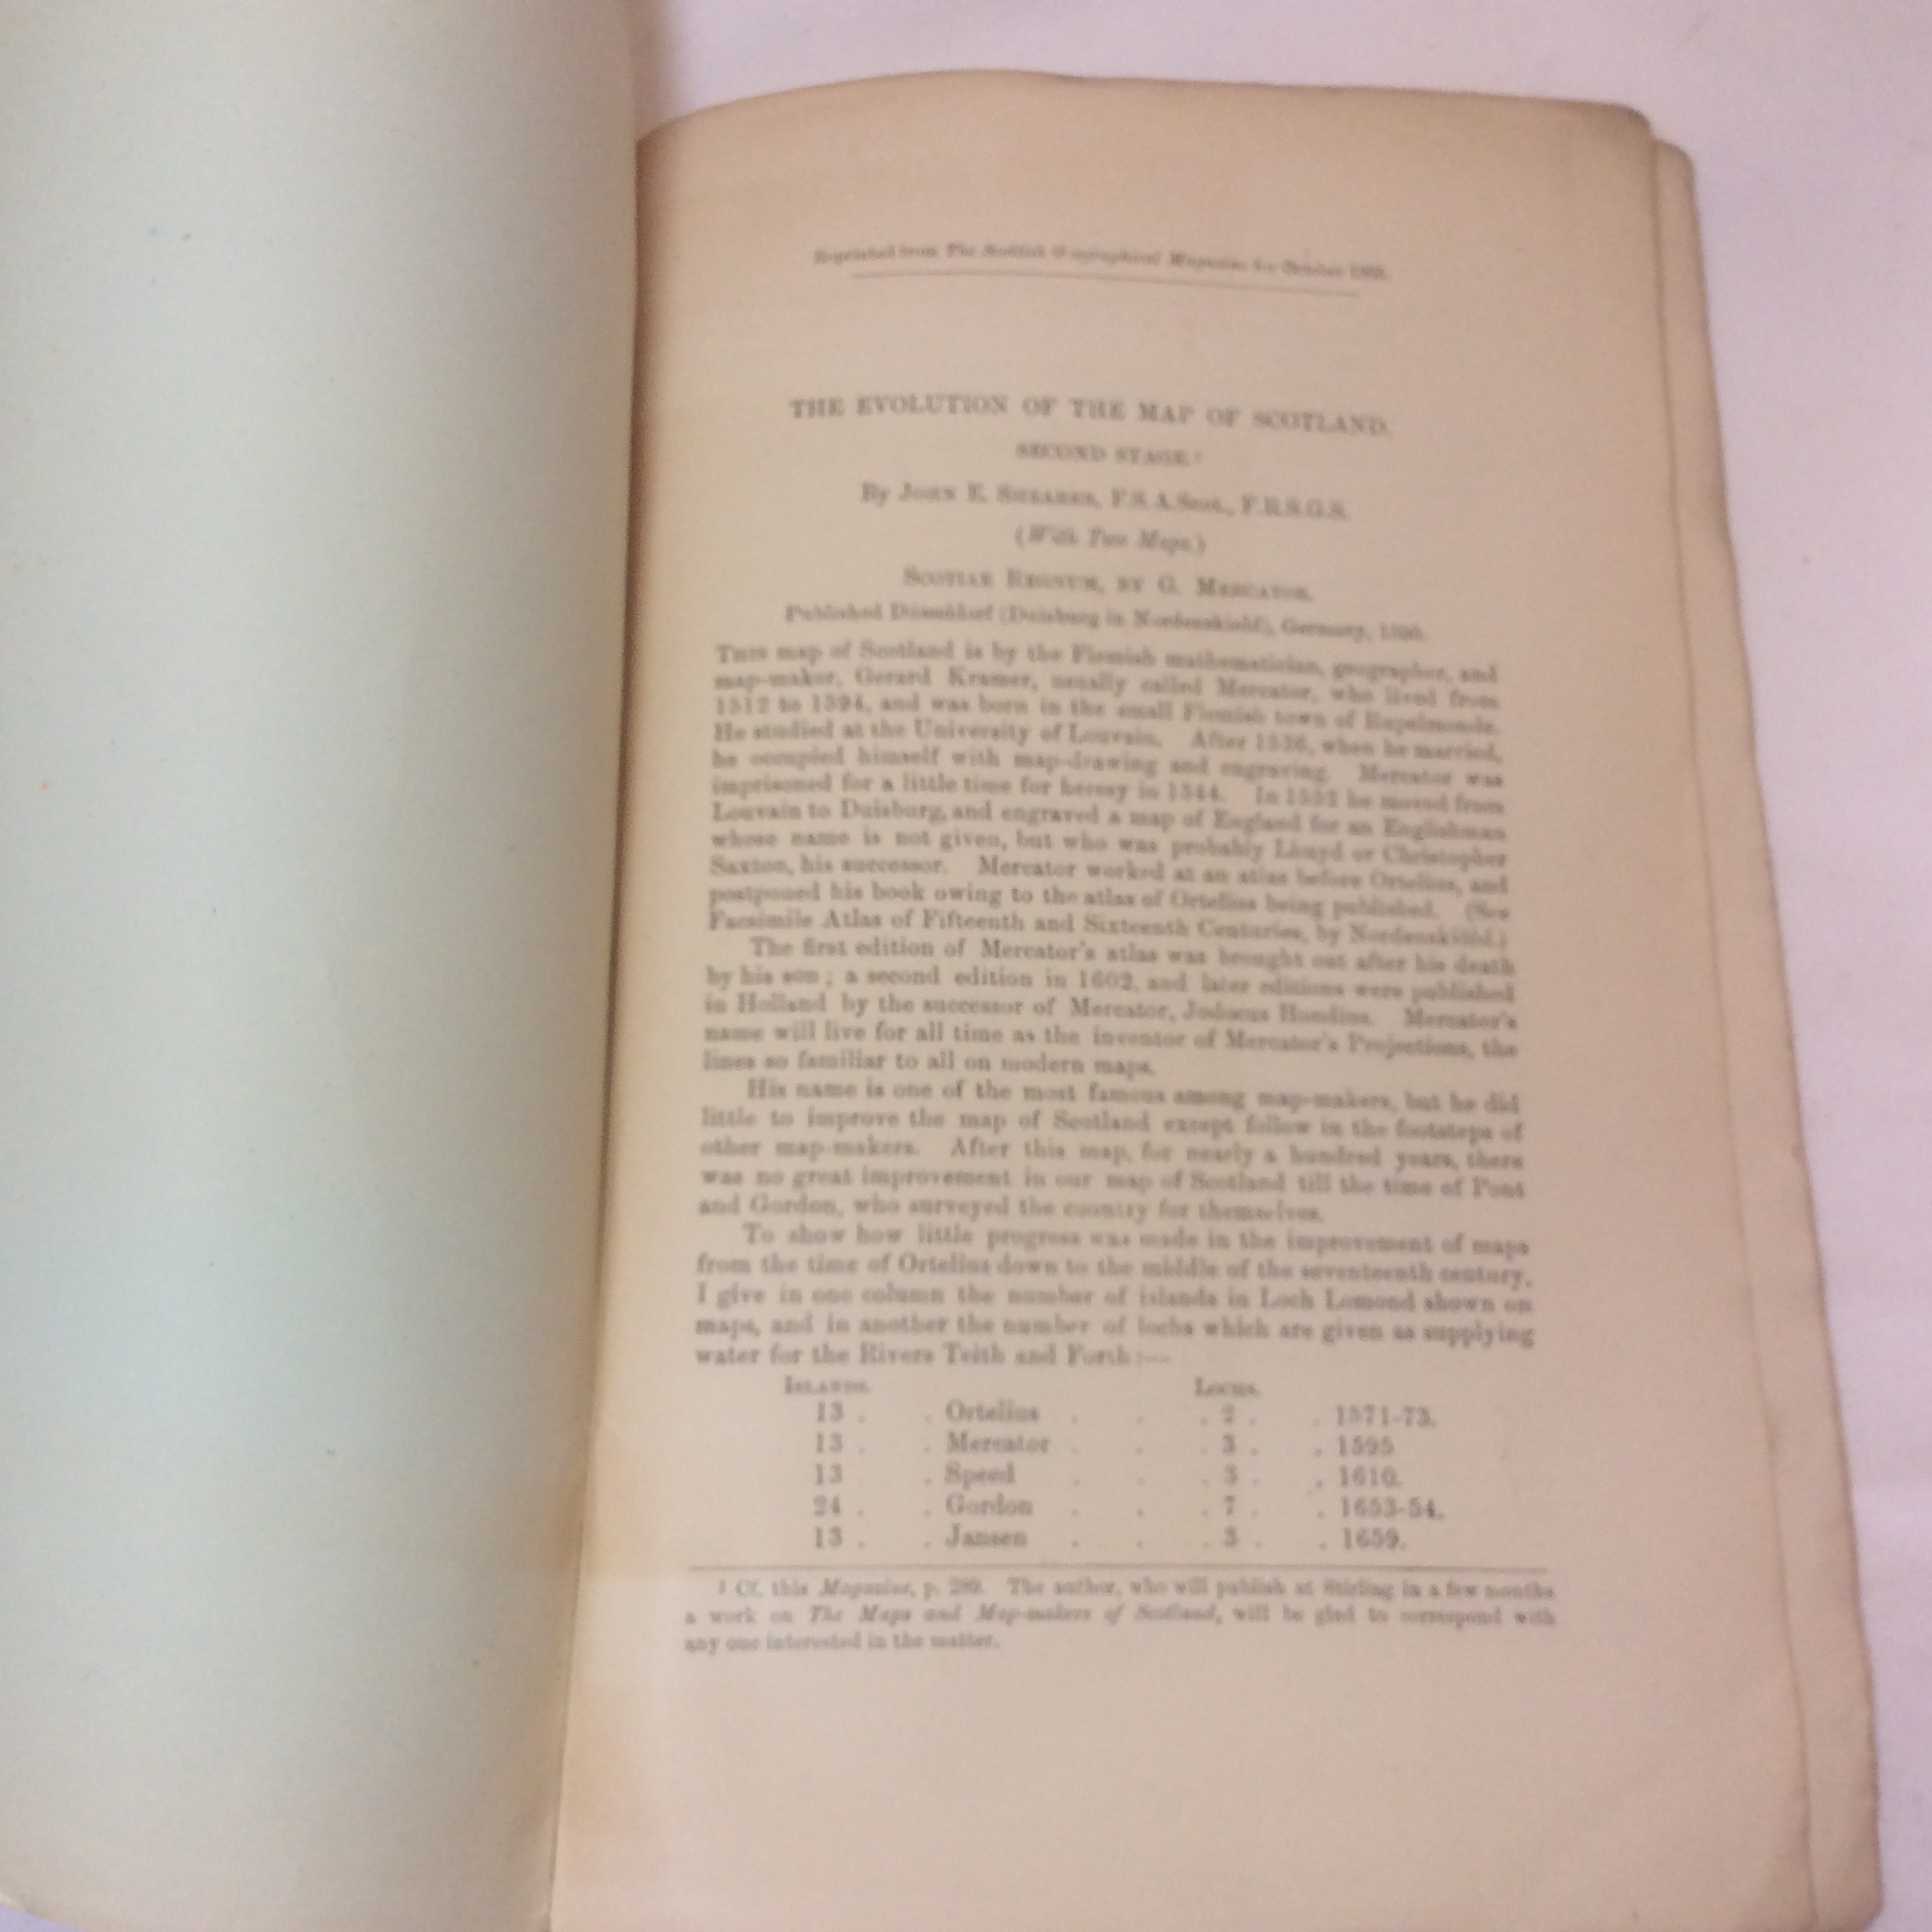 Reprinted from The Scottish Geographical Magazine for October 1905.
THE EVOLUTION OF THE MAP OF SCOTLAND.
SECOND STAGE.¹
By JOHN E. SHEARER, F.S.A.Scot., F.R.S.G.S.
(With Two Maps.)
SCOTIAE REGNUM, BY G. MERCATOR.
Published Dusseldorf (Duisburg in Nordenskiöld), Germany,
THIS map of Scotland is by the Flemish mathematician, geographer, and
map-maker, Gerard Kramer, usually called Mercator, who lived from
1512 to 1594, and was born in the small Flemish town of Rupelmonde.
He studied at the University of Louvain. After 1536, when he married,
he occupied himself with map-drawing and engraving. Mercator was
imprisoned for a little time for heresy in 1544. In 1552 he moved from
Louvain to Duisburg, and engraved a map of England for an Englishman
whose name is not given, but who was probably Lhuyd or Christopher
Saxton, his successor. Mercator worked at an atlas before Ortelius, and
postponed his book owing to the atlas of Ortelius being published. (See
Facsimile Atlas of Fifteenth and Sixteenth Centuries, by Nordenskiöld.)
The first edition of Mercator's atlas was brought out after his death
by his son; a second edition in 1602, and later editions were published
in Holland by the successor of Mercator, Jodocus Hondius. Mercator's
name will live for all time as the inventor of Mercator's Projections, the
lines so familiar to all on modern maps.
His name is one of the most famous among map-makers, but he did
little to improve the map of Scotland except follow in the footsteps of
other map-makers. After this map, for nearly a hundred years, there
was no great improvement in our map of Scotland till the time of Pont
and Gordon, who surveyed the country for themselves.
To show how little progress was made in the improvement of maps
from the time of Ortelius down to the middle of the seventeenth century,
I give in one column the number of islands in Loch Lomond shown on
maps, and in another the number of lochs which are given as supplying
water for the Rivers Teith and Forth:—
ISLANDS. LOCHS.
13 . . Ortelius . . . 2 . . 1571-73.
13 . . Mercator . . . 3 . . 1595
13 . Speed . . . 3 . . 1610.
24 . . Gordon . . . 7 . . 1653-54.
13 . . Jansen . . . 3 . . 1659.
¹ Cf. this Magazine, p. 289. The author, who will publish at Stirling in a few months
a work on The Maps and Map-makers of Scotland, will be glad to correspond with
any one interested in the matter.